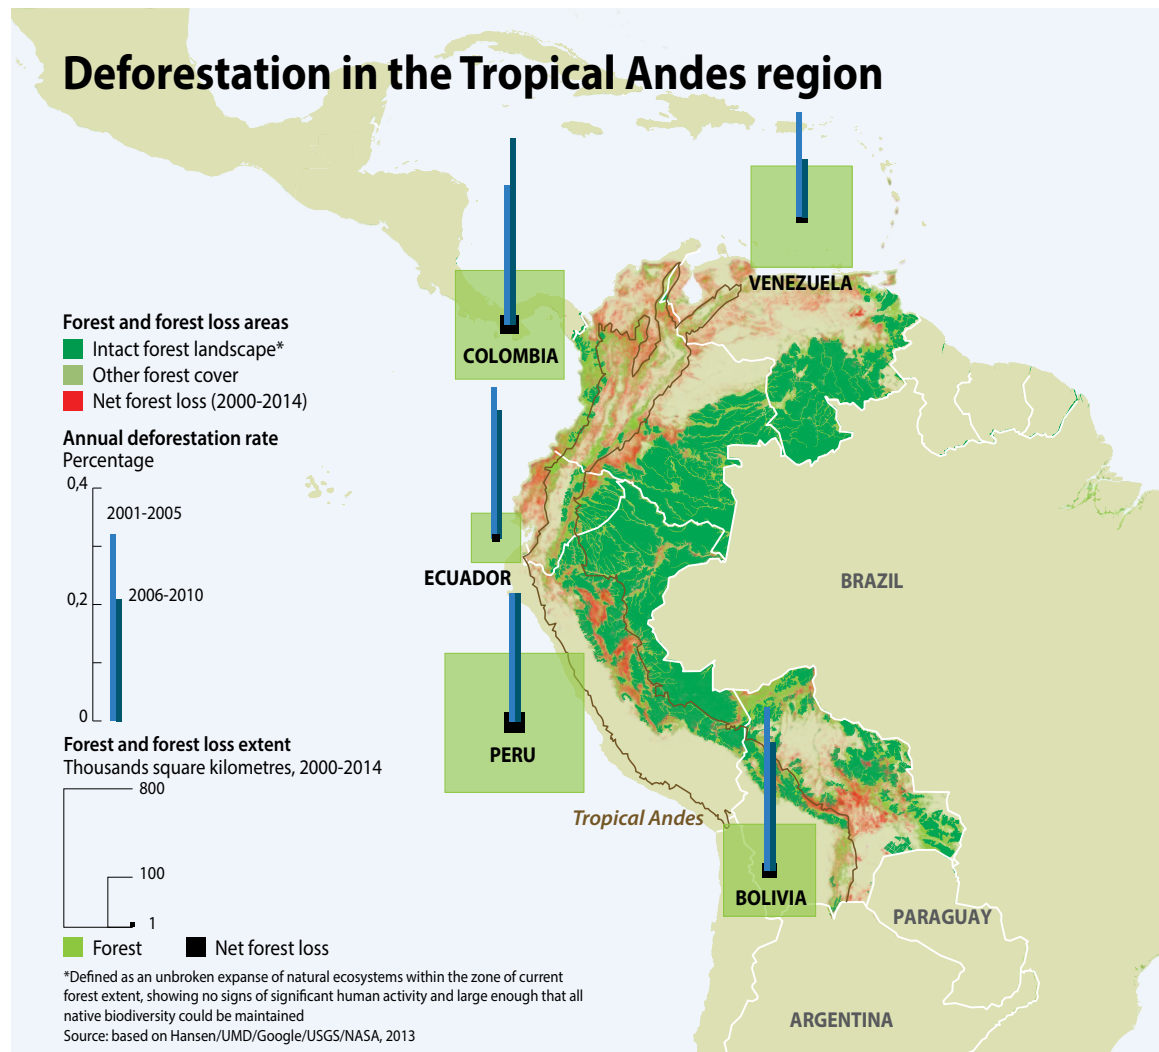 Deforestation in the Tropical Andes region
VENEZUELA
COLOMBIA
Forest and forest loss areas
Intact forest landscape*
Other forest cover
Net forest loss (2000-2014)
Annual deforestation rate
Percentage
0,4
2001-2005
2006-2010
0,2
0
ECUADOR
BRAZIL
PERU
Forest and forest loss extent
Thousands square kilometres, 2000-2014
800
100
1
Forest
Net forest loss
Tropical Andes
BOLIVIA
PARAGUAY
ARGENTINA
*Defined as an unbroken expanse of natural ecosystems within the zone of current
forest extent, showing no signs of significant human activity and large enough that all
native biodiversity could be maintained
Source: based on Hansen/UMD/Google/USGS/NASA, 2013